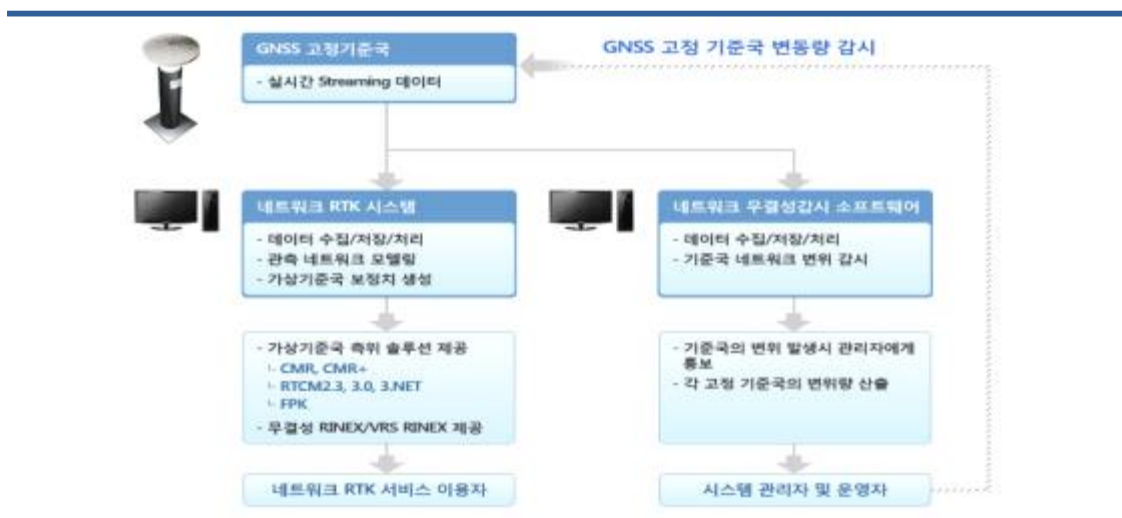 GNSS 고정기준국
- 실시간 Streaming 데이터
GNSS 고정 기준국 변동량 감시
네트워크 RTK 시스템
- 데이터 수집/저장/처리
- 관측 네트워크 모델링
- 가상기준국 보정치 생성
- 가상기준국 측위 솔루션 제공
└ CMR, CMR+
└ RTCM2.3, 3.0, 3.NET
└ FPK
- 무결성 RINEX/VRS RINEX 제공
네트워크 RTK 서비스 이용자
네트워크 무결성감시 소프트웨어
- 데이터 수집/저장/처리
- 기준국 네트워크 변위 감시
- 기준국의 변위 발생시 관리자에게
통보
- 각 고정 기준국의 변위량 산출
시스템 관리자 및 운영자